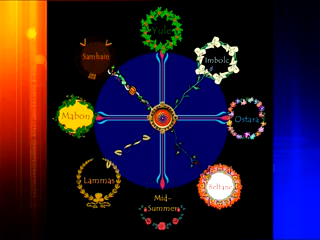 Yule
Samhain
Imbolc
Mabon
Ostara
Lammas
Beltane
Mid-
Summer